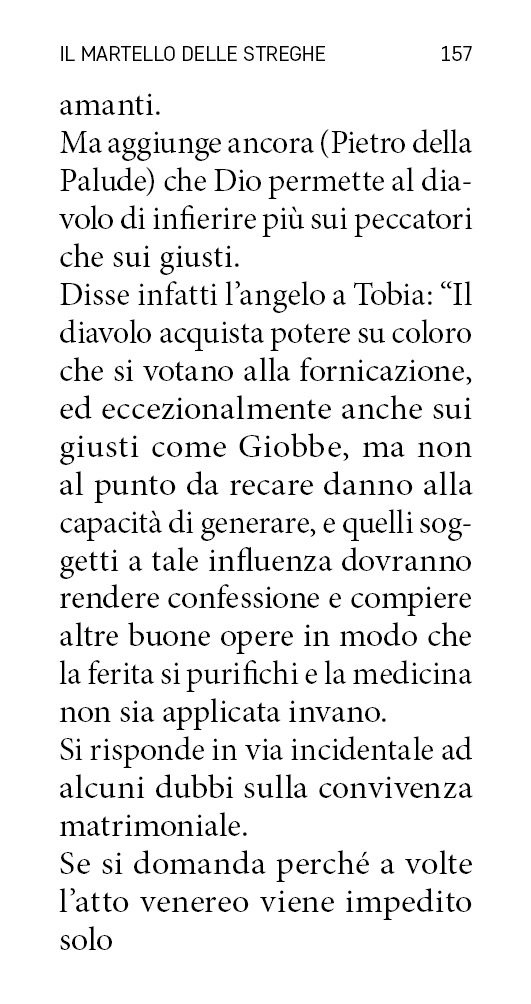 IL MARTELLO DELLE STREGHE 157
amanti.
Ma aggiunge ancora (Pietro della
Palude) che Dio permette al dia-
volo di infierire più sui peccatori
che sui giusti.
Disse infatti l’angelo a Tobia: “Il
diavolo acquista potere su coloro
che si votano alla fornicazione,
ed eccezionalmente anche sui
giusti come Giobbe, ma non
al punto da recare danno alla
capacità di generare, e quelli sog-
getti a tale influenza dovranno
rendere confessione e compiere
altre buone opere in modo che
la ferita si purifichi e la medicina
non sia applicata invano.
Si risponde in via incidentale ad
alcuni dubbi sulla convivenza
matrimoniale.
Se si domanda perché a volte
l’atto venereo viene impedito
solo